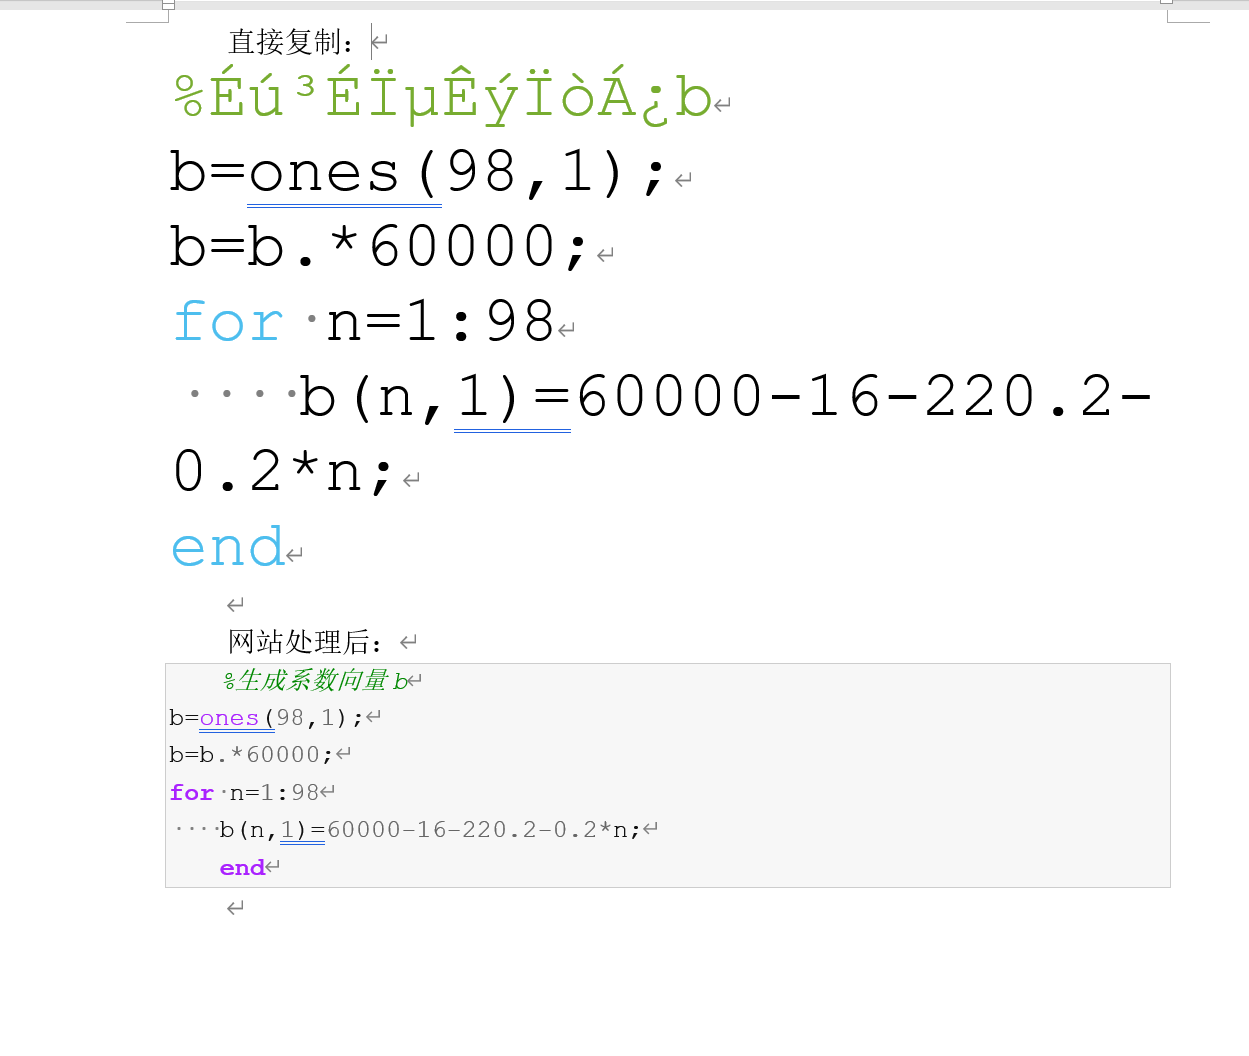 直接复制：
%Éú³ÉÏµÊýÏòÁ¿b
b=ones(98,1);
b=b.*60000;
for n=1:98
    b(n,1)=60000-16-220.2-
0.2*n;
end
网站处理后：
%生成系数向量 b
b=ones(98,1);
b=b.*60000;
for n=1:98
    b(n,1)=60000-16-220.2-0.2*n;
end